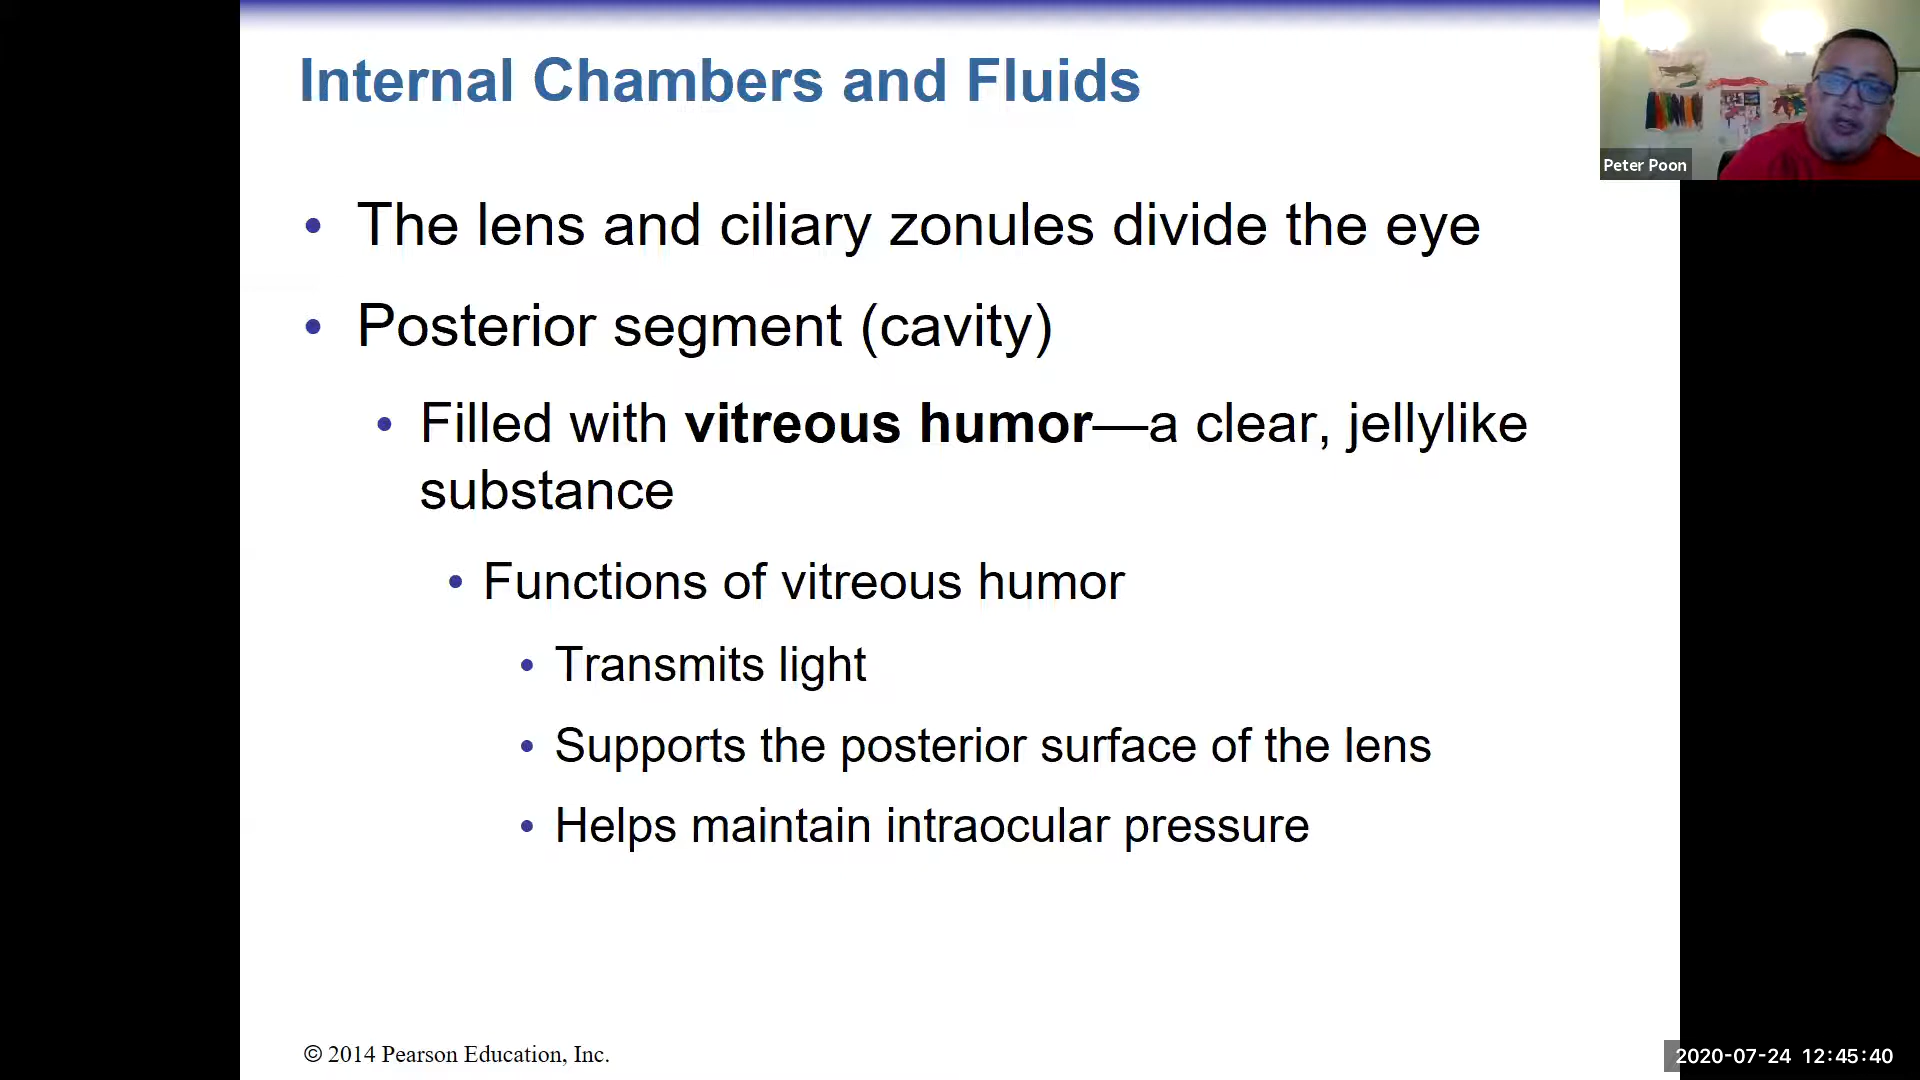 Internal Chambers and Fluids
Peter Poon
• The lens and ciliary zonules divide the eye
• Posterior segment (cavity)
• Filled with vitreous humor—a clear, jellylike
substance
• Functions of vitreous humor
• Transmits light
• Supports the posterior surface of the lens
• Helps maintain intraocular pressure
© 2014 Pearson Education, Inc.
2020-07-24 12:45:40